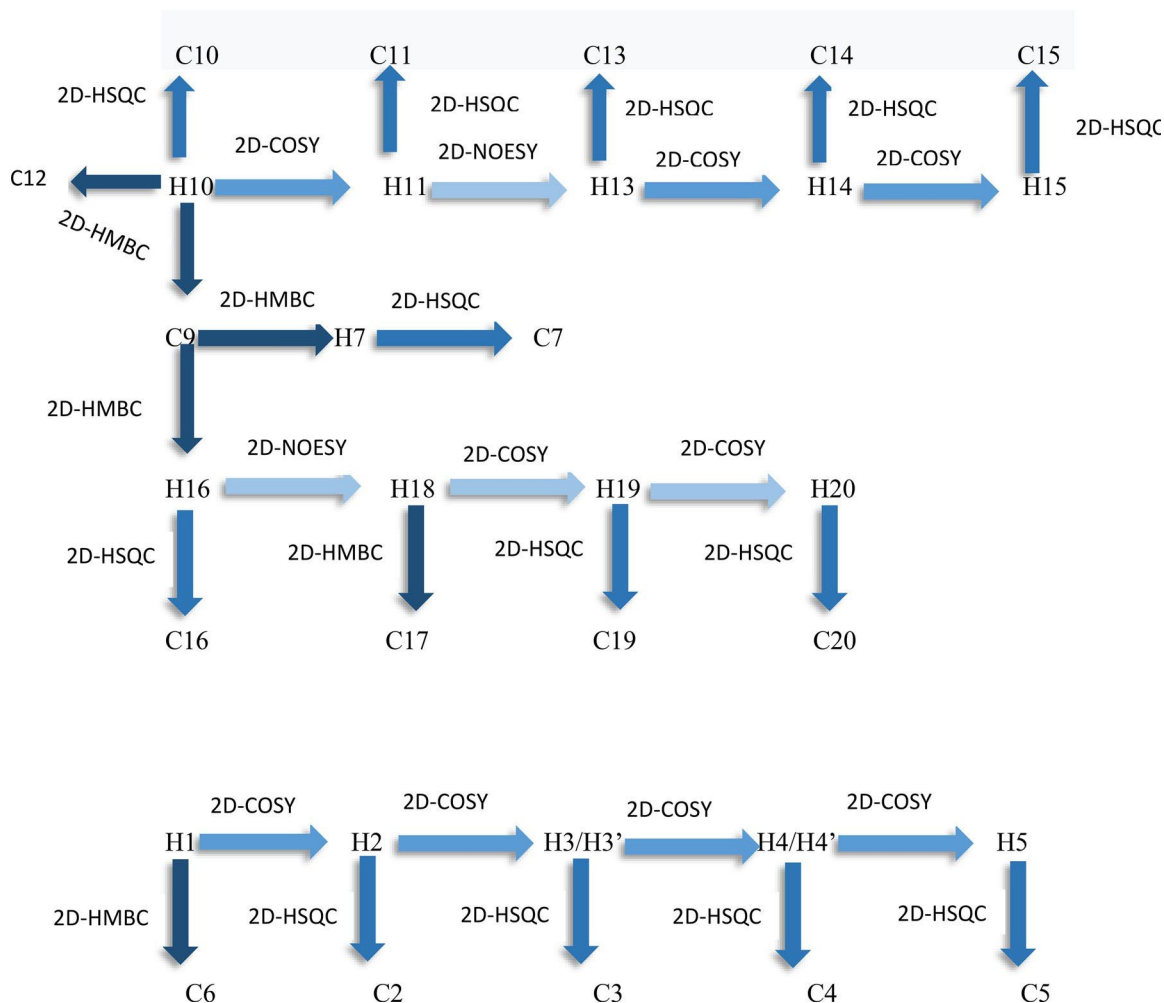 C10 C11 C13 C14 C15
2D-HSQC 2D-HSQC 2D-HSQC 2D-HSQC 2D-HSQC
2D-COSY 2D-NOESY 2D-COSY 2D-COSY
C12 H10 H11 H13 H14 H15
2D-HMBC
2D-HMBC 2D-HSQC
C9 H7 C7
2D-HMBC
2D-NOESY 2D-COSY 2D-COSY
H16 H18 H19 H20
2D-HSQC 2D-HMBC 2D-HSQC 2D-HSQC
C16 C17 C19 C20
2D-COSY 2D-COSY 2D-COSY 2D-COSY
H1 H2 H3/H3' H4/H4' H5
2D-HMBC 2D-HSQC 2D-HSQC 2D-HSQC 2D-HSQC
C6 C2 C3 C4 C5